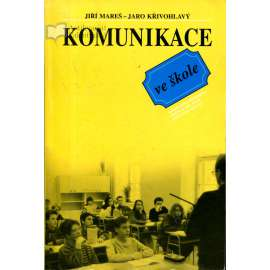 JIŘÍ MAREŠ – JARO KŘIVOHLAVÝ
KOMUNIKACE
ve škole